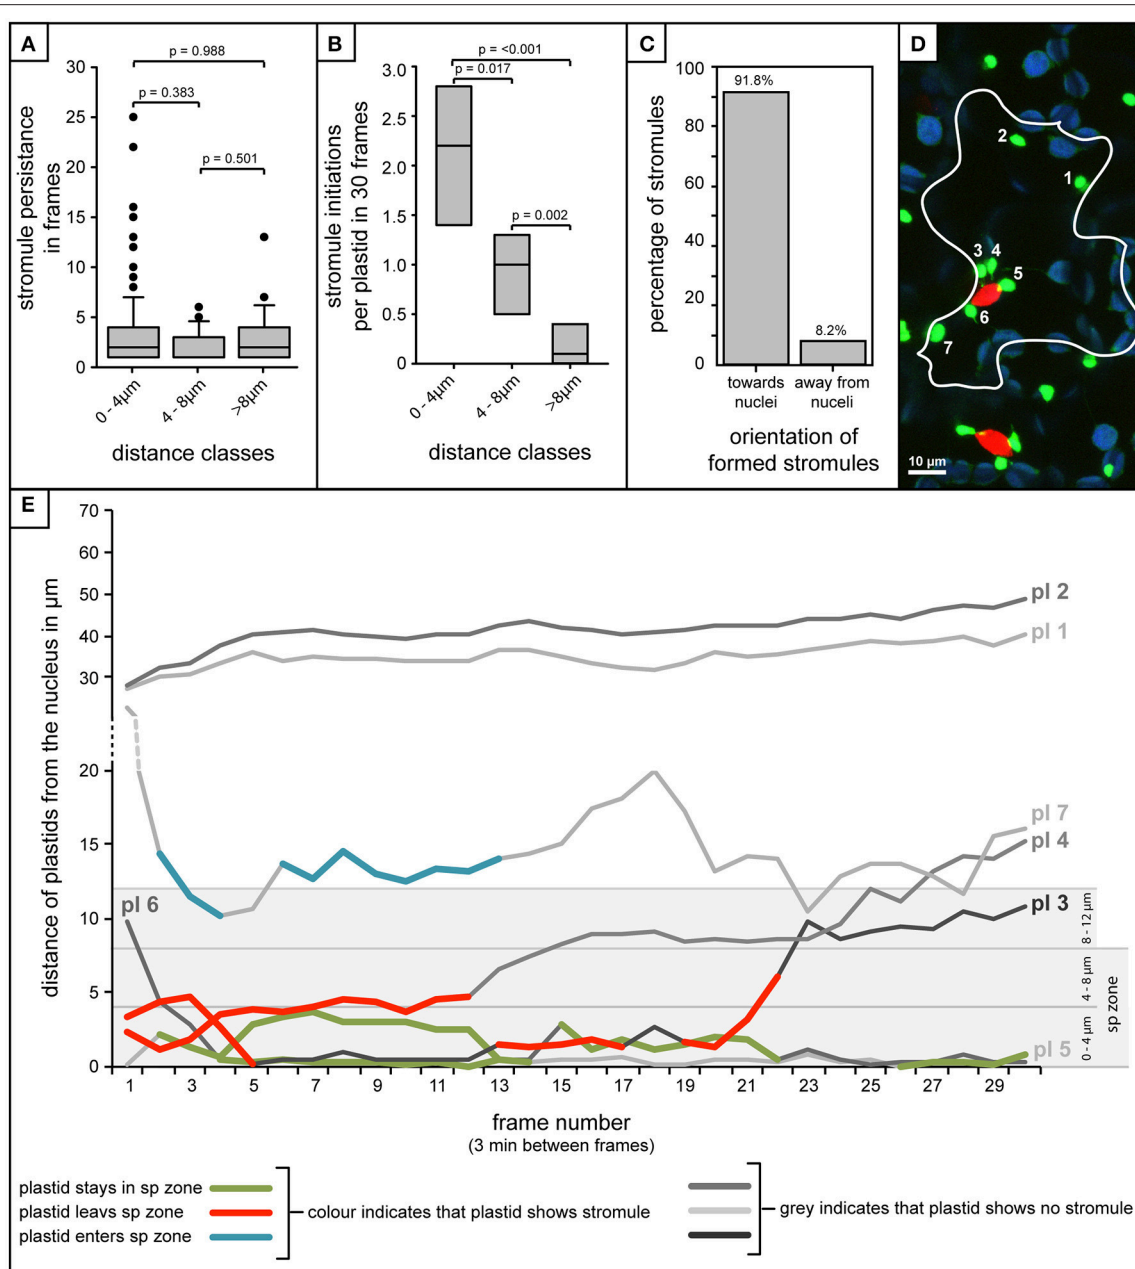 A
p = 0.988
p = 0.383
p = 0.501
stromule persistance
in frames
30
25
20
15
10
5
0
0 - 4µm
4 - 8µm
>8µm
distance classes
B
p = <0.001
p = 0.017
p = 0.002
stromule initiations
per plastid in 30 frames
3.0
2.5
2.0
1.5
1.0
0.5
0
0 - 4µm
4 - 8µm
>8µm
distance classes
C
percentage of stromules
100
80
60
40
20
0
91.8%
8.2%
towards
nuclei
away from
nuceli
orientation of
formed stromules
D
2
1
3
4
5
6
7
10 µm
E
distance of plastids from the nucleus in µm
70
60
50
40
30
20
15
10
5
0
pl 2
pl 1
pl 7
pl 4
pl 6
pl 3
pl 5
8 - 12 µm
4 - 8 µm
0 - 4 µm
sp zone
1
3
5
7
9
11
13
15
17
19
21
23
25
27
29
frame number
(3 min between frames)
plastid stays in sp zone
plastid leavs sp zone
plastid enters sp zone
colour indicates that plastid shows stromule
grey indicates that plastid shows no stromule